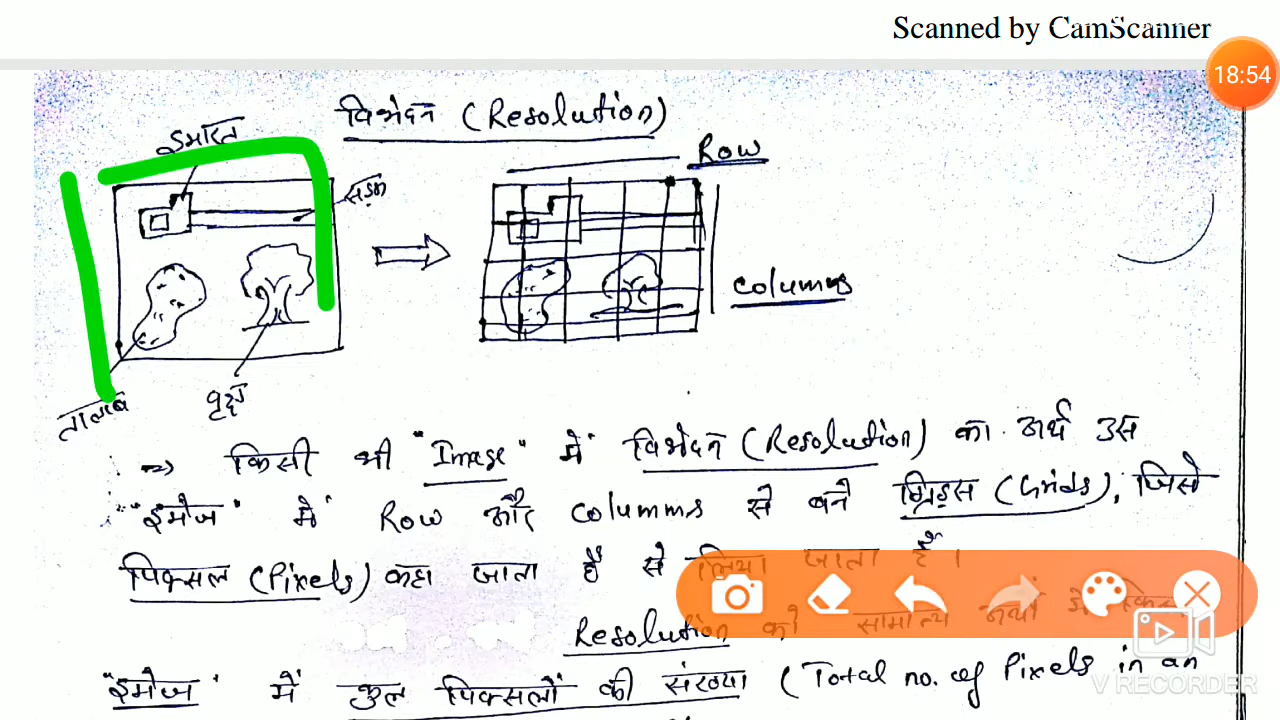 Scanned by CamScanner
18:54
विभेदन (Resolution)
इमारत
Row
सड़क
columns
तालाब
वृक्ष
⇒ किसी भी "Image" में विभेदन (Resolution) का अर्थ उस
"इमेज" में Row और columns से बने ग्रिड्स (Grids), जिसे
पिक्सल (Pixels) कहा जाता है से लिया जाता है।
Resolution को सामान्य अर्थो में
"इमेज" में कुल पिक्सलों की संख्या (Total no. of Pixels in an
V RECORDER